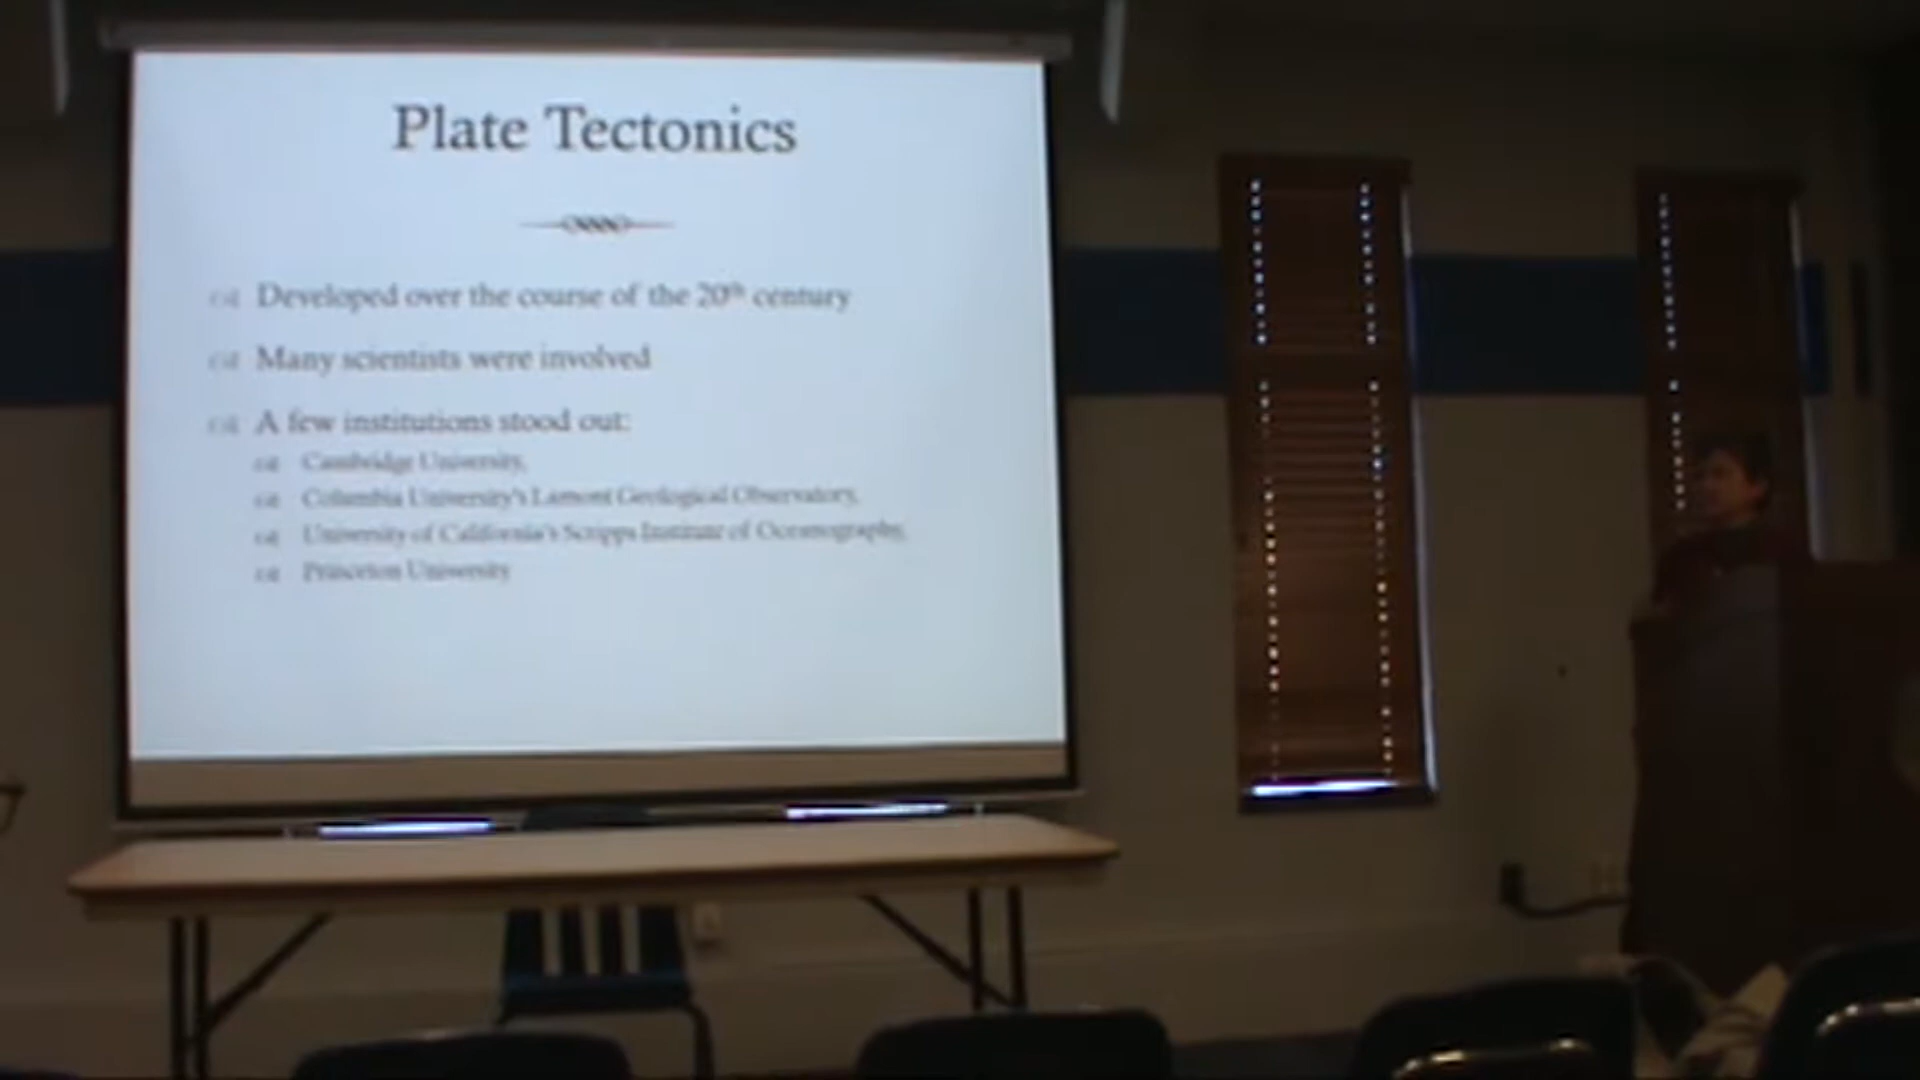 Plate Tectonics
Developed over the course of the 20th century
Many scientists were involved
A few institutions stood out:
Cambridge University,
Columbia University's Lamont Geological Observatory,
University of California's Scripps Institute of Oceanography,
Princeton University